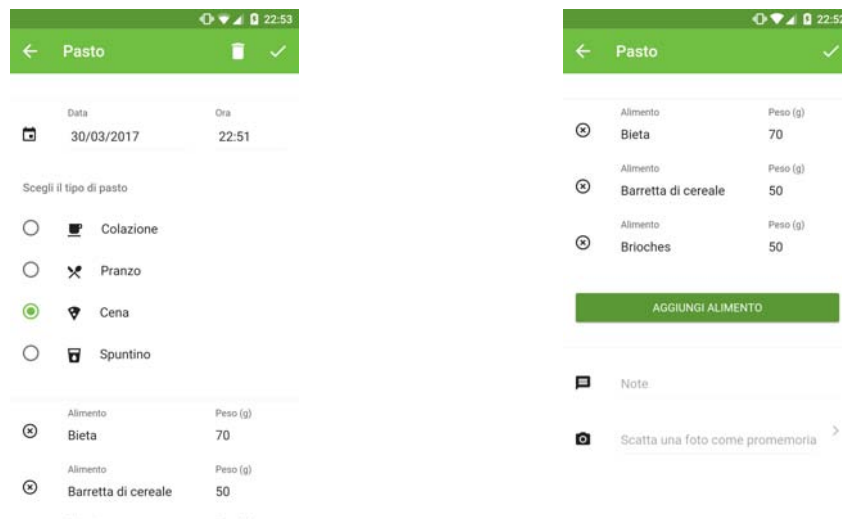 22:53
Pasto
Data Ora
30/03/2017 22:51
Scegli il tipo di pasto
Colazione
Pranzo
Cena
Spuntino
Alimento Peso (g)
Bieta 70
Alimento Peso (g)
Barretta di cereale 50
22:52
Pasto
Alimento Peso (g)
Bieta 70
Alimento Peso (g)
Barretta di cereale 50
Alimento Peso (g)
Brioches 50
AGGIUNGI ALIMENTO
Note
Scatta una foto come promemoria